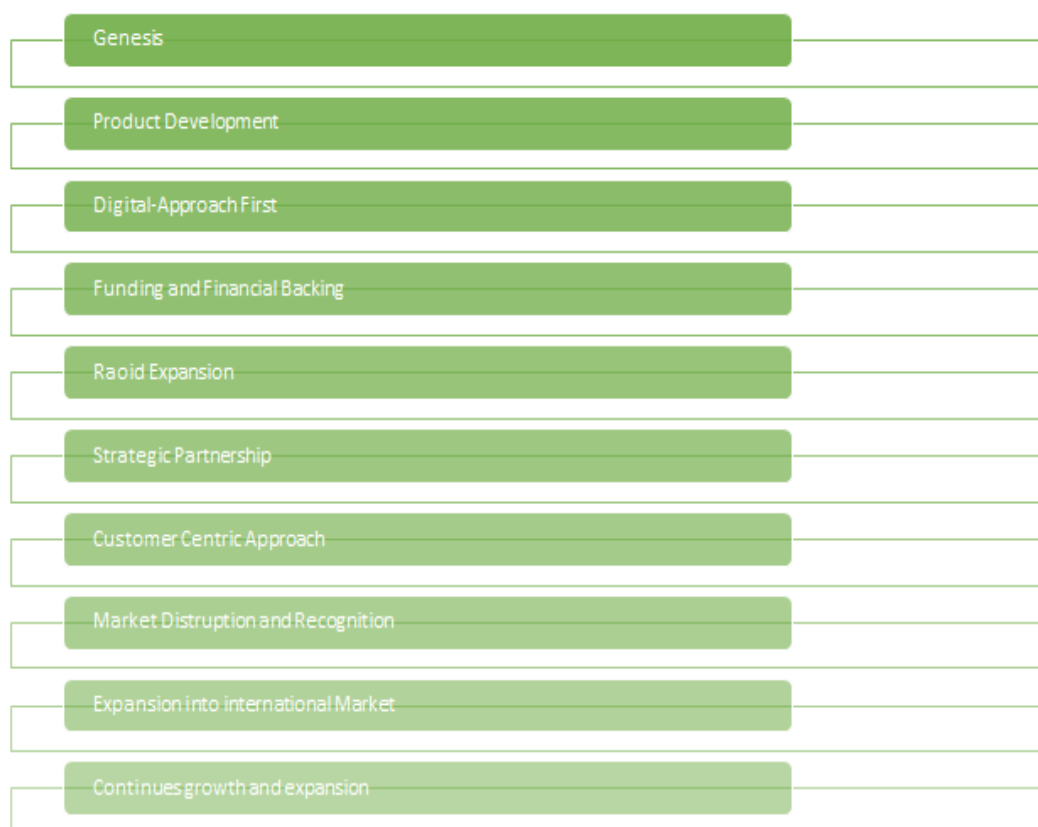 Genesis
Product Development
Digital-Approach First
Funding and Financial Backing
Raoid Expansion
Strategic Partnership
Customer Centric Approach
Market Distruption and Recognition
Expansion into international Market
Continues growth and expansion